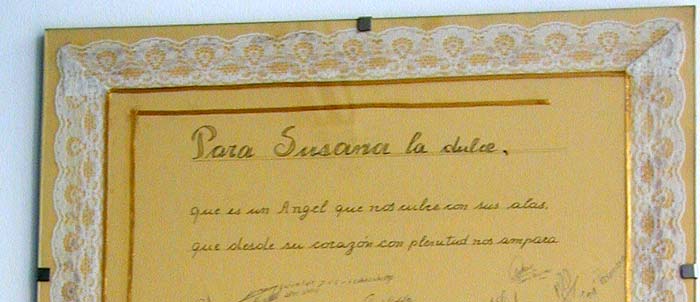 Para Susana la dulce,
que es un Angel que nos cubre con sus alas,
que desde su corazón con plenitud nos ampara